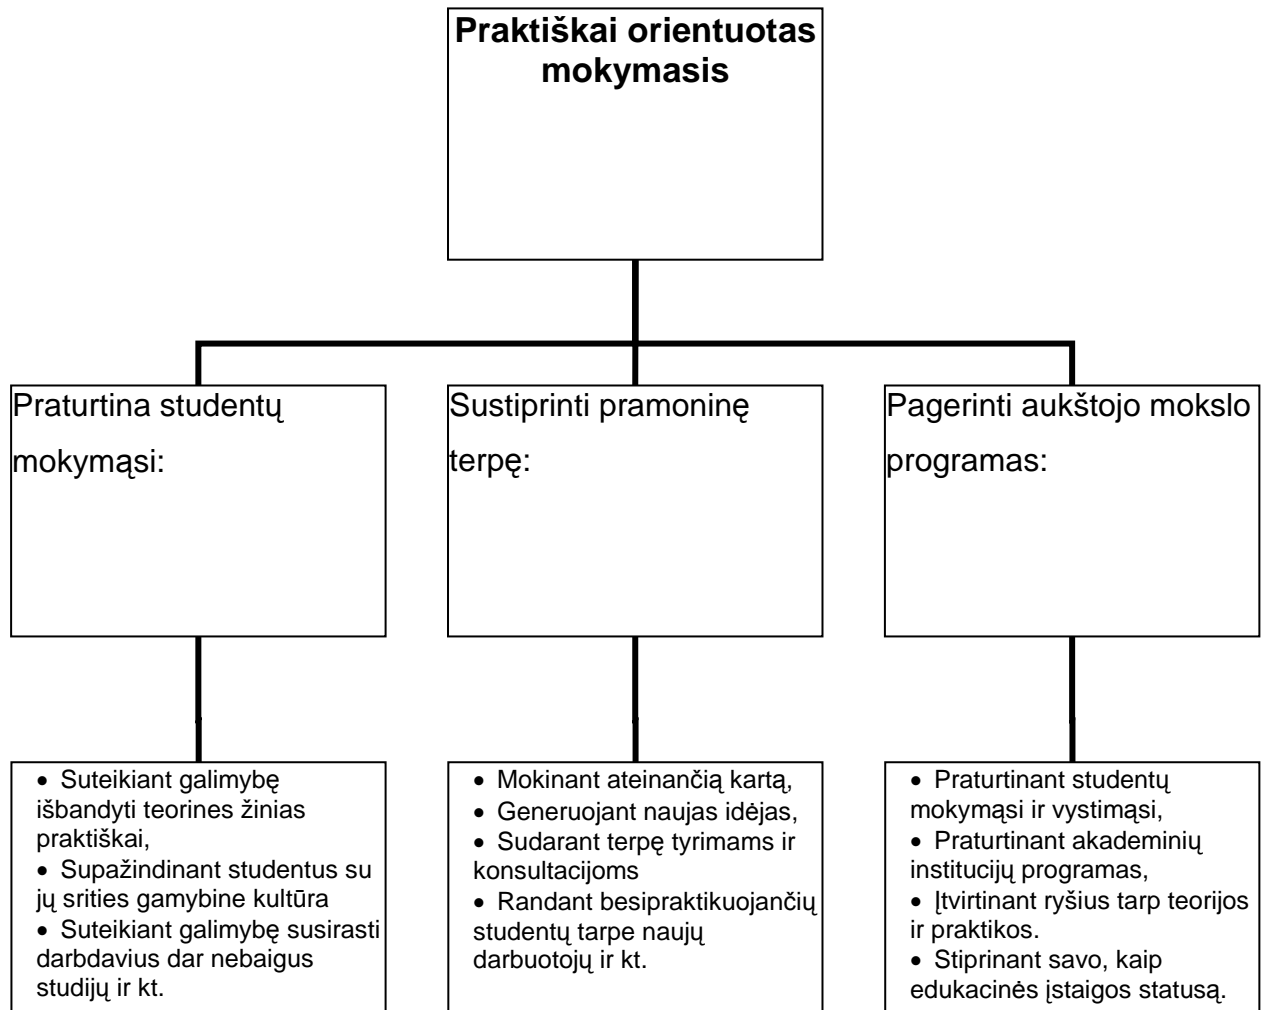 Praktiškai orientuotas
mokymasis
Praturtina studentų
mokymąsi:
Sustiprinti pramoninę
terpę:
Pagerinti aukštojo mokslo
programas:
• Suteikiant galimybę
išbandyti teorines žinias
praktiškai,
• Supažindinant studentus su
jų srities gamybine kultūra
• Suteikiant galimybę susirasti
darbdavius dar nebaigus
studijų ir kt.
• Mokinant ateinančią kartą,
• Generuojant naujas idėjas,
• Sudarant terpę tyrimams ir
konsultacijoms
• Randant besipraktikuojančių
studentų tarpe naujų
darbuotojų ir kt.
• Praturtinant studentų
mokymąsi ir vystimąsi,
• Praturtinant akademinių
institucijų programas,
• Įtvirtinant ryšius tarp teorijos
ir praktikos.
• Stiprinant savo, kaip
edukacinės įstaigos statusą.